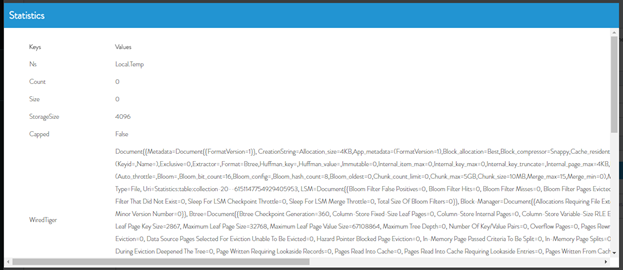 Statistics
Keys Values
Ns Local.Temp
Count 0
Size 0
StorageSize 4096
Capped False
Document{{Metadata=Document{{FormatVersion=1}}, CreationString=Allocation_size=4KB,App_metadata=(FormatVersion=1),Block_allocation=Best,Block_compressor=Snappy,Cache_resident
(Keyid=,Name=),Exclusive=0,Extractor=,Format=Btree,Huffman_key=,Huffman_value=,Immutable=0,Internal_item_max=0,Internal_key_max=0,Internal_key_truncate=,Internal_page_max=4KB,
(Auto_throttle=,Bloom=,Bloom_bit_count=16,Bloom_config=,Bloom_hash_count=8,Bloom_oldest=0,Chunk_count_limit=0,Chunk_max=5GB,Chunk_size=10MB,Merge_max=15,Merge_min=0),M
Type=File, Uri=Statistics:table:collection-20--6151147754929405953, LSM=Document{{Bloom Filter False Positives=0, Bloom Filter Hits=0, Bloom Filter Misses=0, Bloom Filter Pages Evicted
Filter That Did Not Exist=0, Sleep For LSM Checkpoint Throttle=0, Sleep For LSM Merge Throttle=0, Total Size Of Bloom Filters=0}}, Block-Manager=Document{{Allocations Requiring File Ext
WiredTiger Minor Version Number=0}}, Btree=Document{{Btree Checkpoint Generation=360, Column-Store Fixed-Size Leaf Pages=0, Column-Store Internal Pages=0, Column-Store Variable-Size RLE E
Leaf Page Key Size=2867, Maximum Leaf Page Size=32768, Maximum Leaf Page Value Size=67108864, Maximum Tree Depth=0, Number Of Key/Value Pairs=0, Overflow Pages=0, Pages Rewr
Eviction=0, Data Source Pages Selected For Eviction Unable To Be Evicted=0, Hazard Pointer Blocked Page Eviction=0, In-Memory Page Passed Criteria To Be Split=0, In-Memory Page Splits=0
During Eviction Deepened The Tree=0, Page Written Requiring Lookaside Records=0, Pages Read Into Cache=0, Pages Read Into Cache Requiring Lookaside Entries=0, Pages Written From Cach